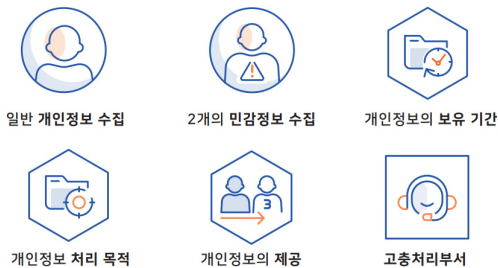 일반 개인정보 수집
2개의 민감정보 수집
개인정보의 보유 기간
3
개인정보 처리 목적
개인정보의 제공
고충처리부서